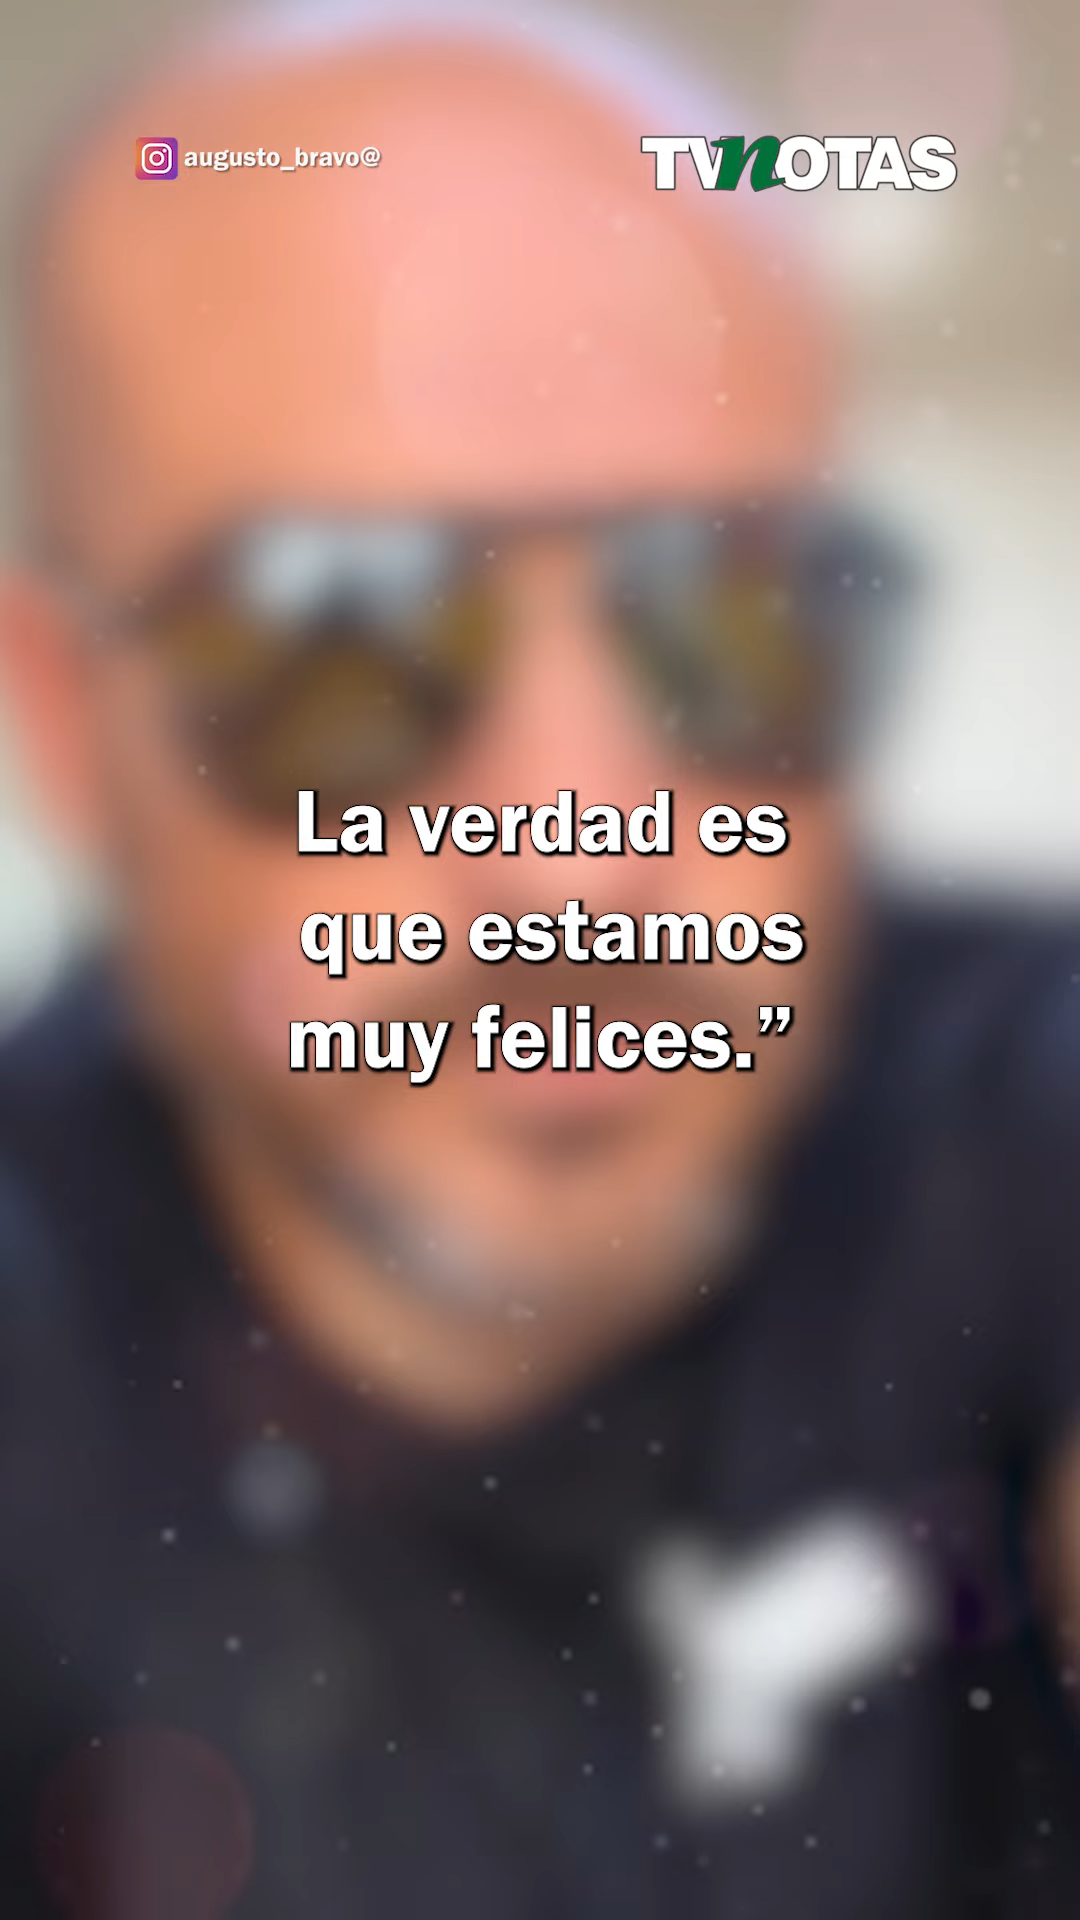 augusto_bravo@
TVnOTAS
La verdad es
que estamos
muy felices.”